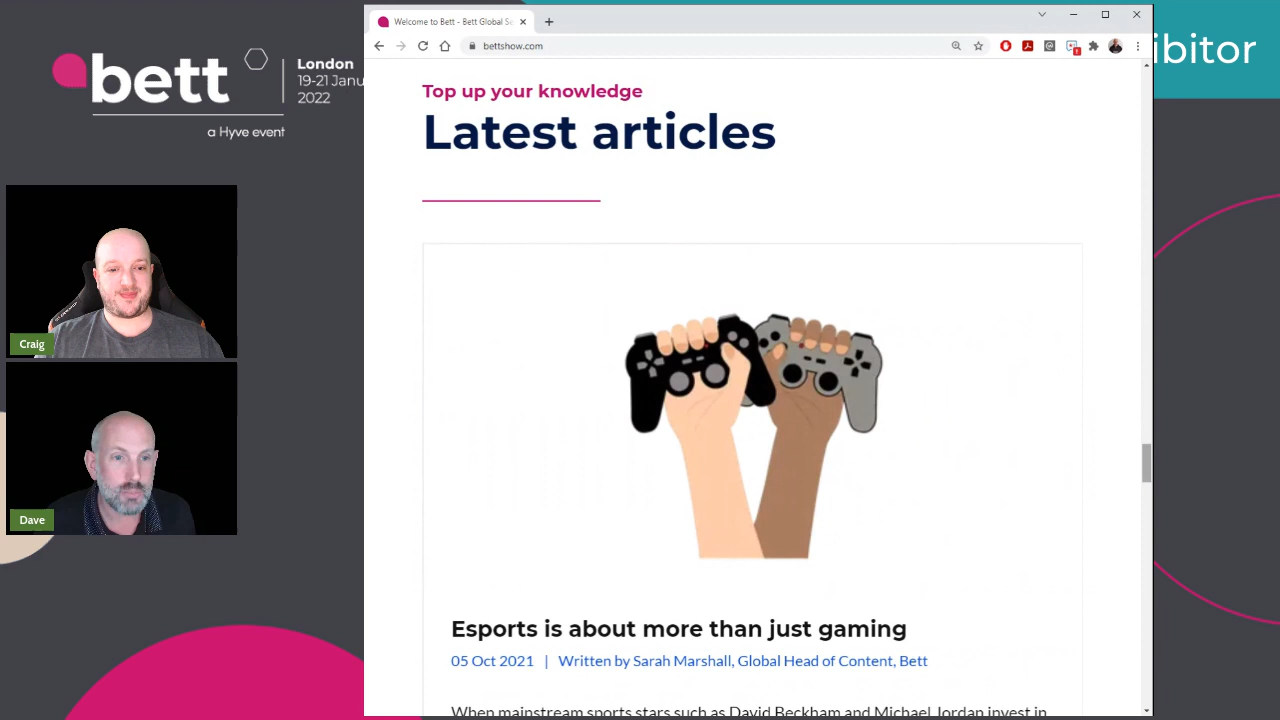 Welcome to Bett - Bett Global Se
bettshow.com
ibitor
bett
London
19-21 Janu
2022
a Hyve event
Top up your knowledge
Latest articles
Craig
Dave
Esports is about more than just gaming
05 Oct 2021 | Written by Sarah Marshall, Global Head of Content, Bett
When mainstream sports stars such as David Beckham and Michael Jordan invest in